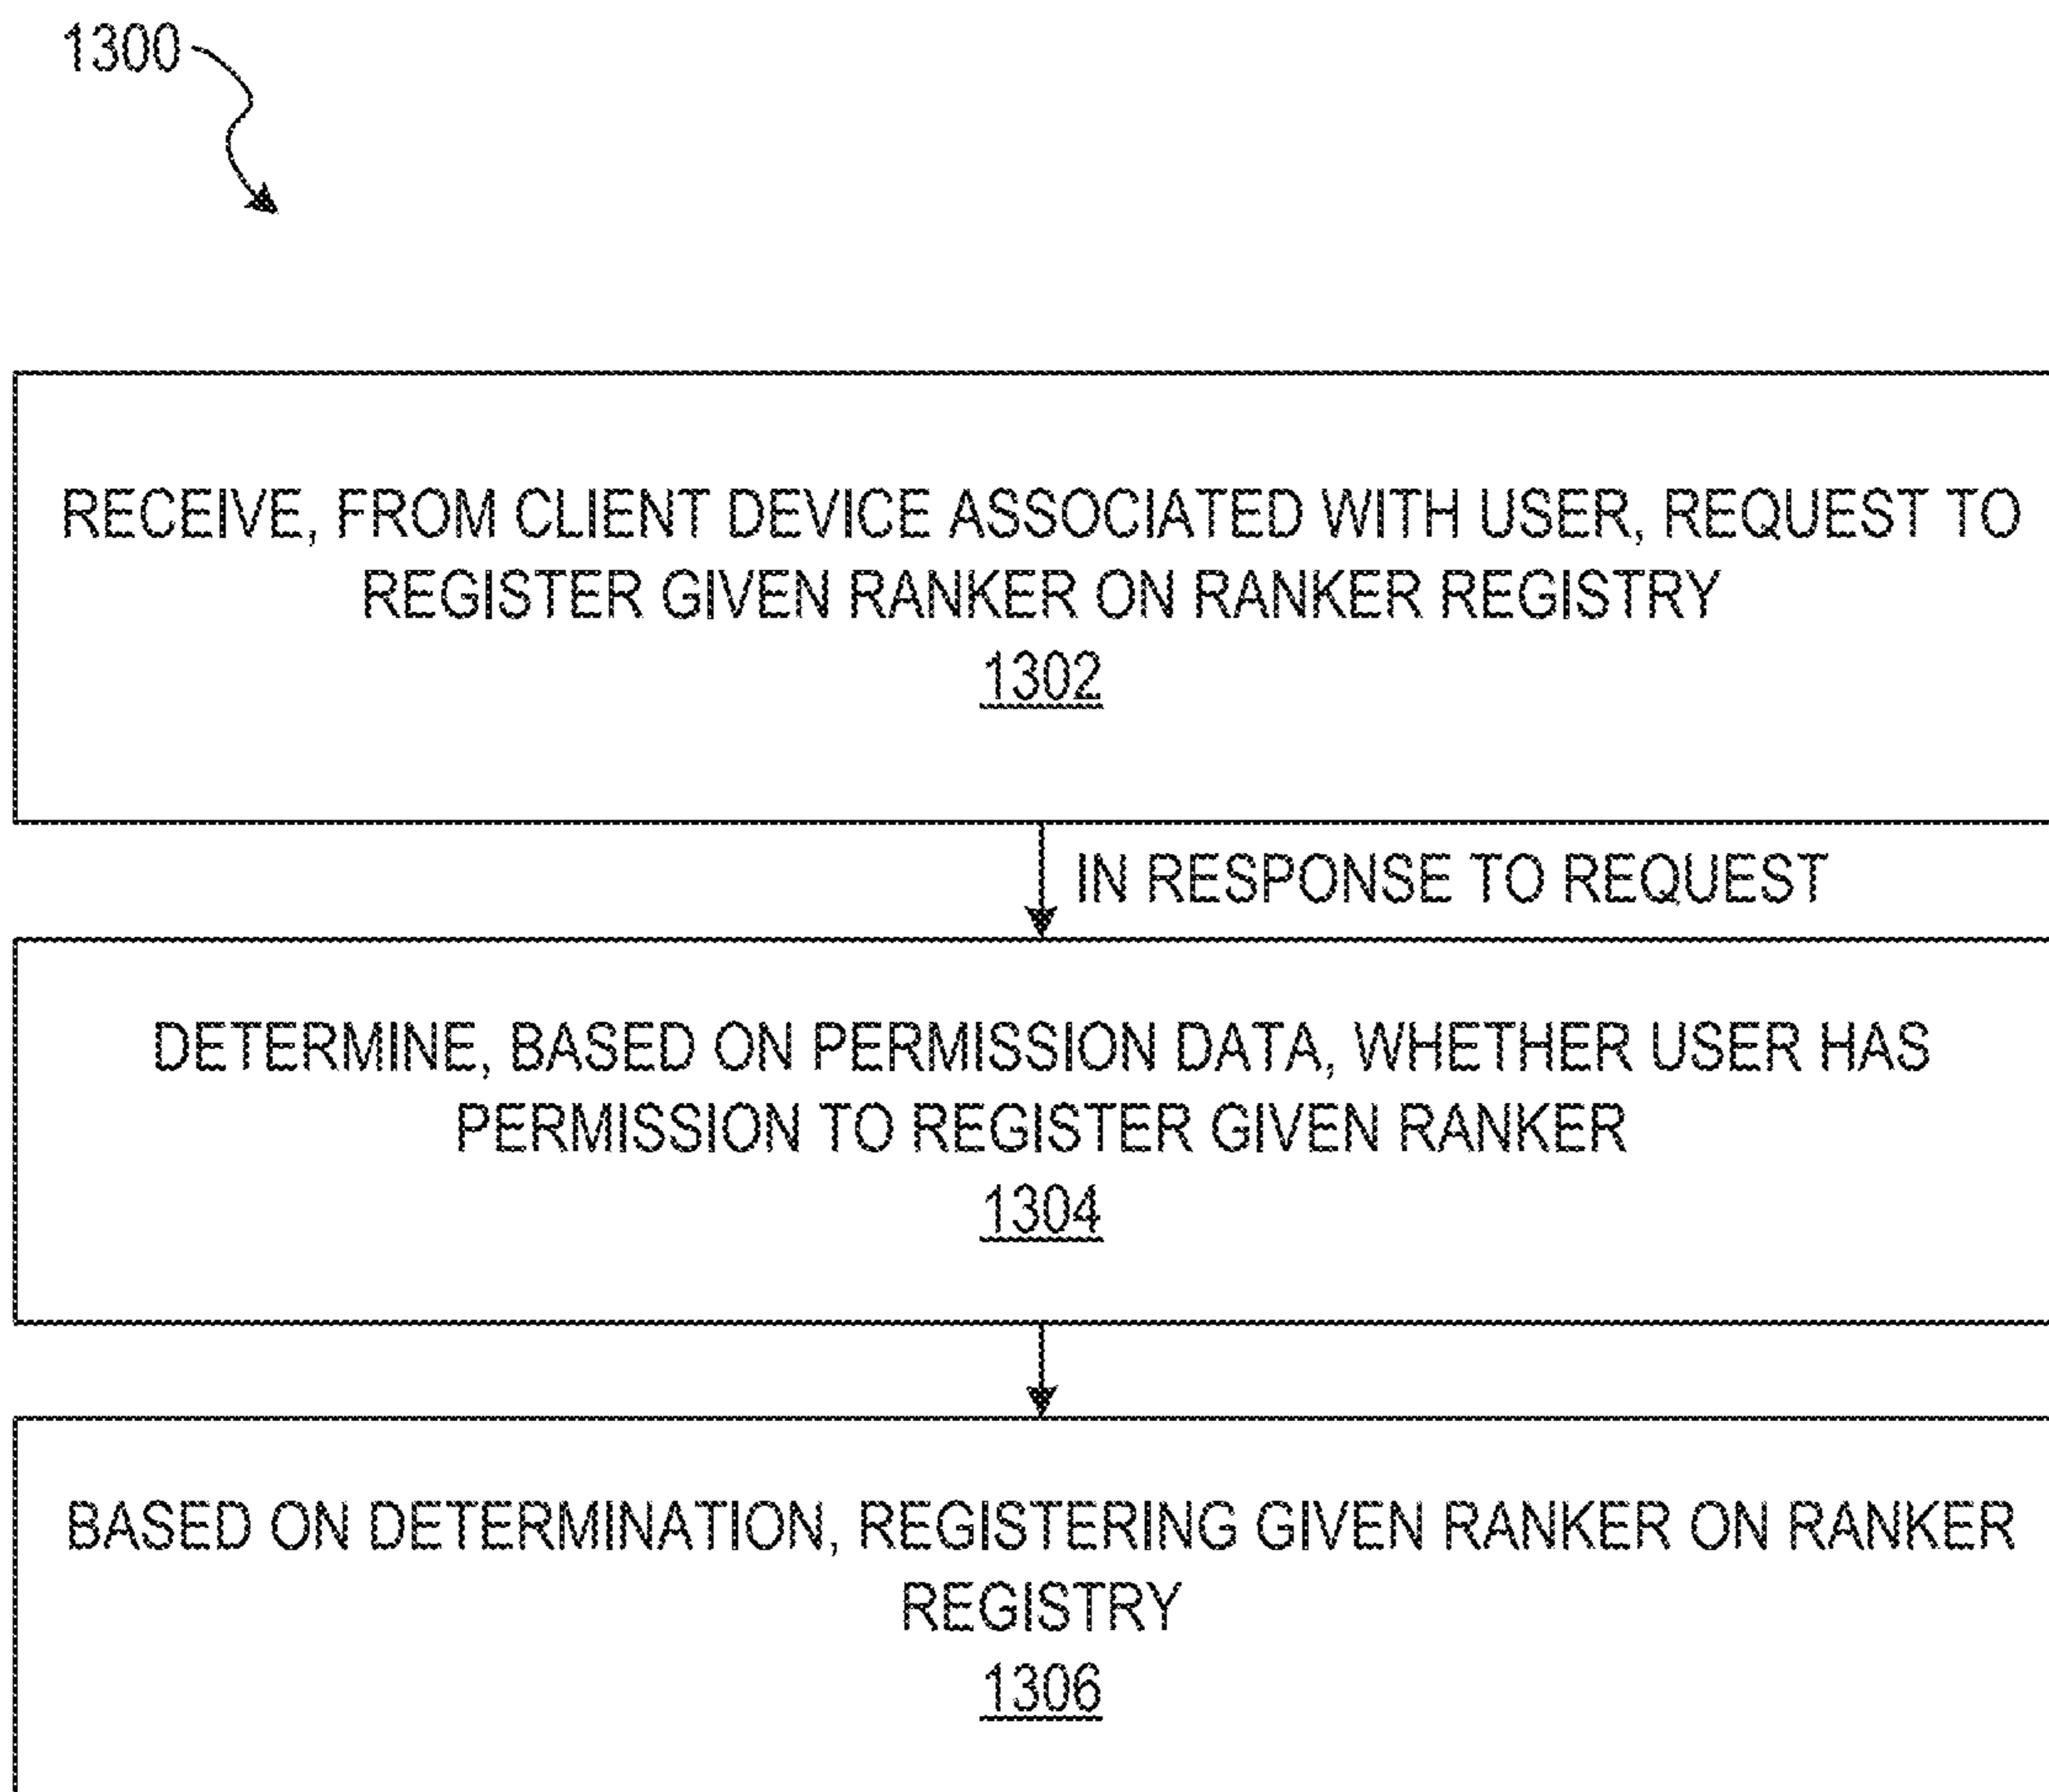 1300
RECEIVE, FROM CLIENT DEVICE ASSOCIATED WITH USER, REQUEST TO
REGISTER GIVEN RANKER ON RANKER REGISTRY
1302
IN RESPONSE TO REQUEST
DETERMINE, BASED ON PERMISSION DATA, WHETHER USER HAS
PERMISSION TO REGISTER GIVEN RANKER
1304
BASED ON DETERMINATION, REGISTERING GIVEN RANKER ON RANKER
REGISTRY
1306